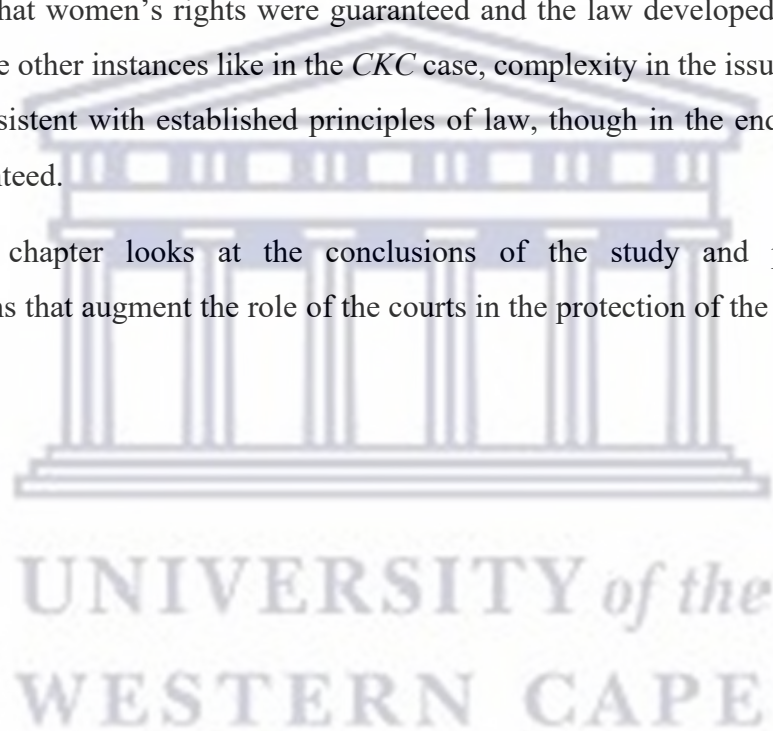 hat women’s rights were guaranteed and the law developed
e other instances like in the CKC case, complexity in the issu
sistent with established principles of law, though in the end
teed.
chapter looks at the conclusions of the study and
ns that augment the role of the courts in the protection of the
UNIVERSITY of the
WESTERN CAPE